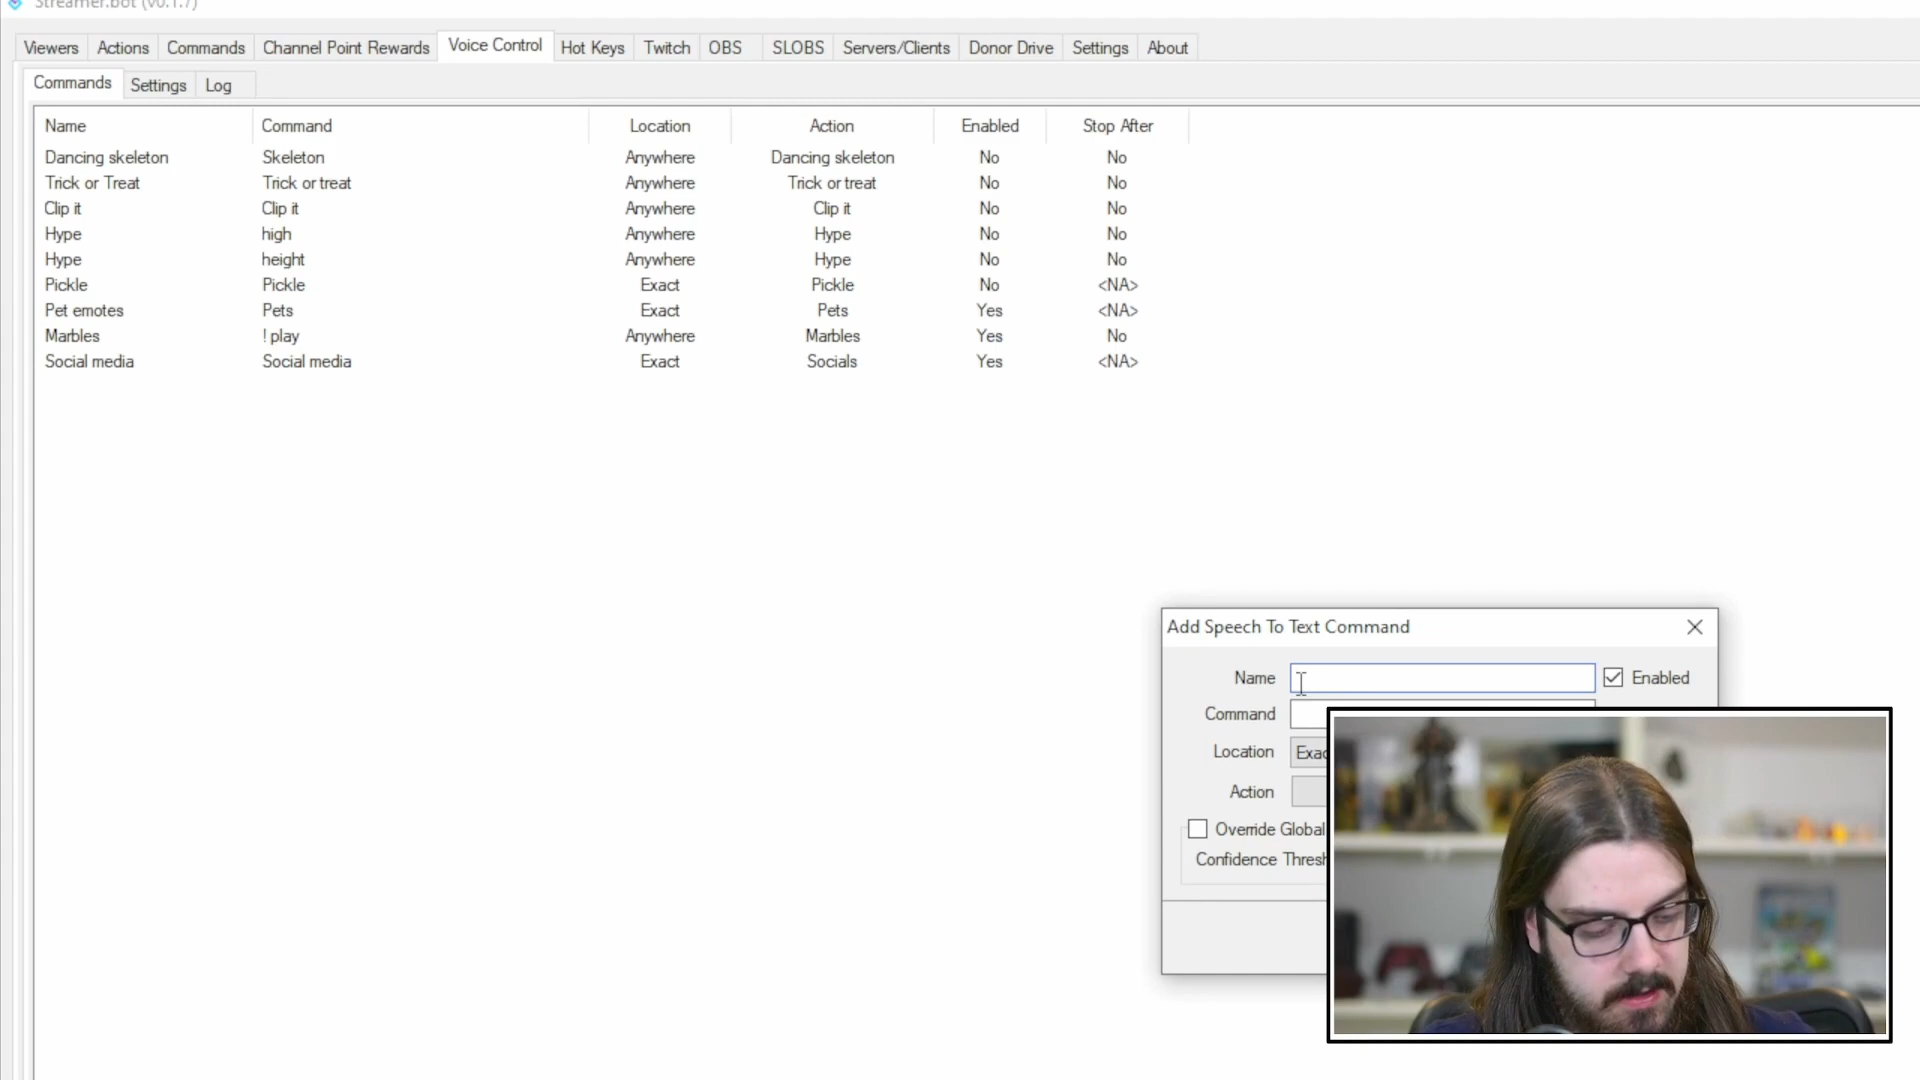 Streamer.bot (v0.1.7)
Viewers Actions Commands Channel Point Rewards Voice Control Hot Keys Twitch OBS SLOBS Servers/Clients Donor Drive Settings About
Commands Settings Log
Name Command Location Action Enabled Stop After
Dancing skeleton Skeleton Anywhere Dancing skeleton No No
Trick or Treat Trick or treat Anywhere Trick or treat No No
Clip it Clip it Anywhere Clip it No No
Hype high Anywhere Hype No No
Hype height Anywhere Hype No No
Pickle Pickle Exact Pickle No <NA>
Pet emotes Pets Exact Pets Yes <NA>
Marbles ! play Anywhere Marbles Yes No
Social media Social media Exact Socials Yes <NA>
Add Speech To Text Command
Name Enabled
Command
Location Exac
Action
Override Global
Confidence Thresh